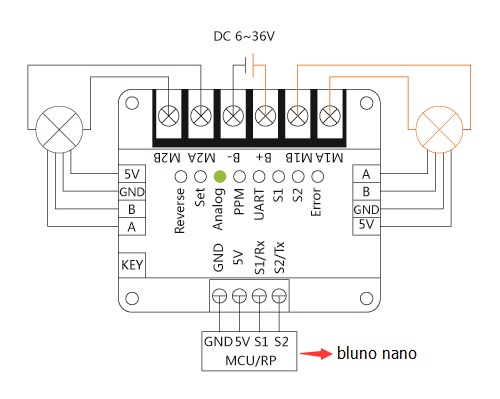 DC 6~36V
M2B M2A B- B+ M1B M1A
5V
GND
B
A
A
B
GND
5V
Reverse Set Analog PPM UART S1 S2 Error
KEY
GND 5V S1/Rx S2/Tx
GND 5V S1 S2
MCU/RP
bluno nano